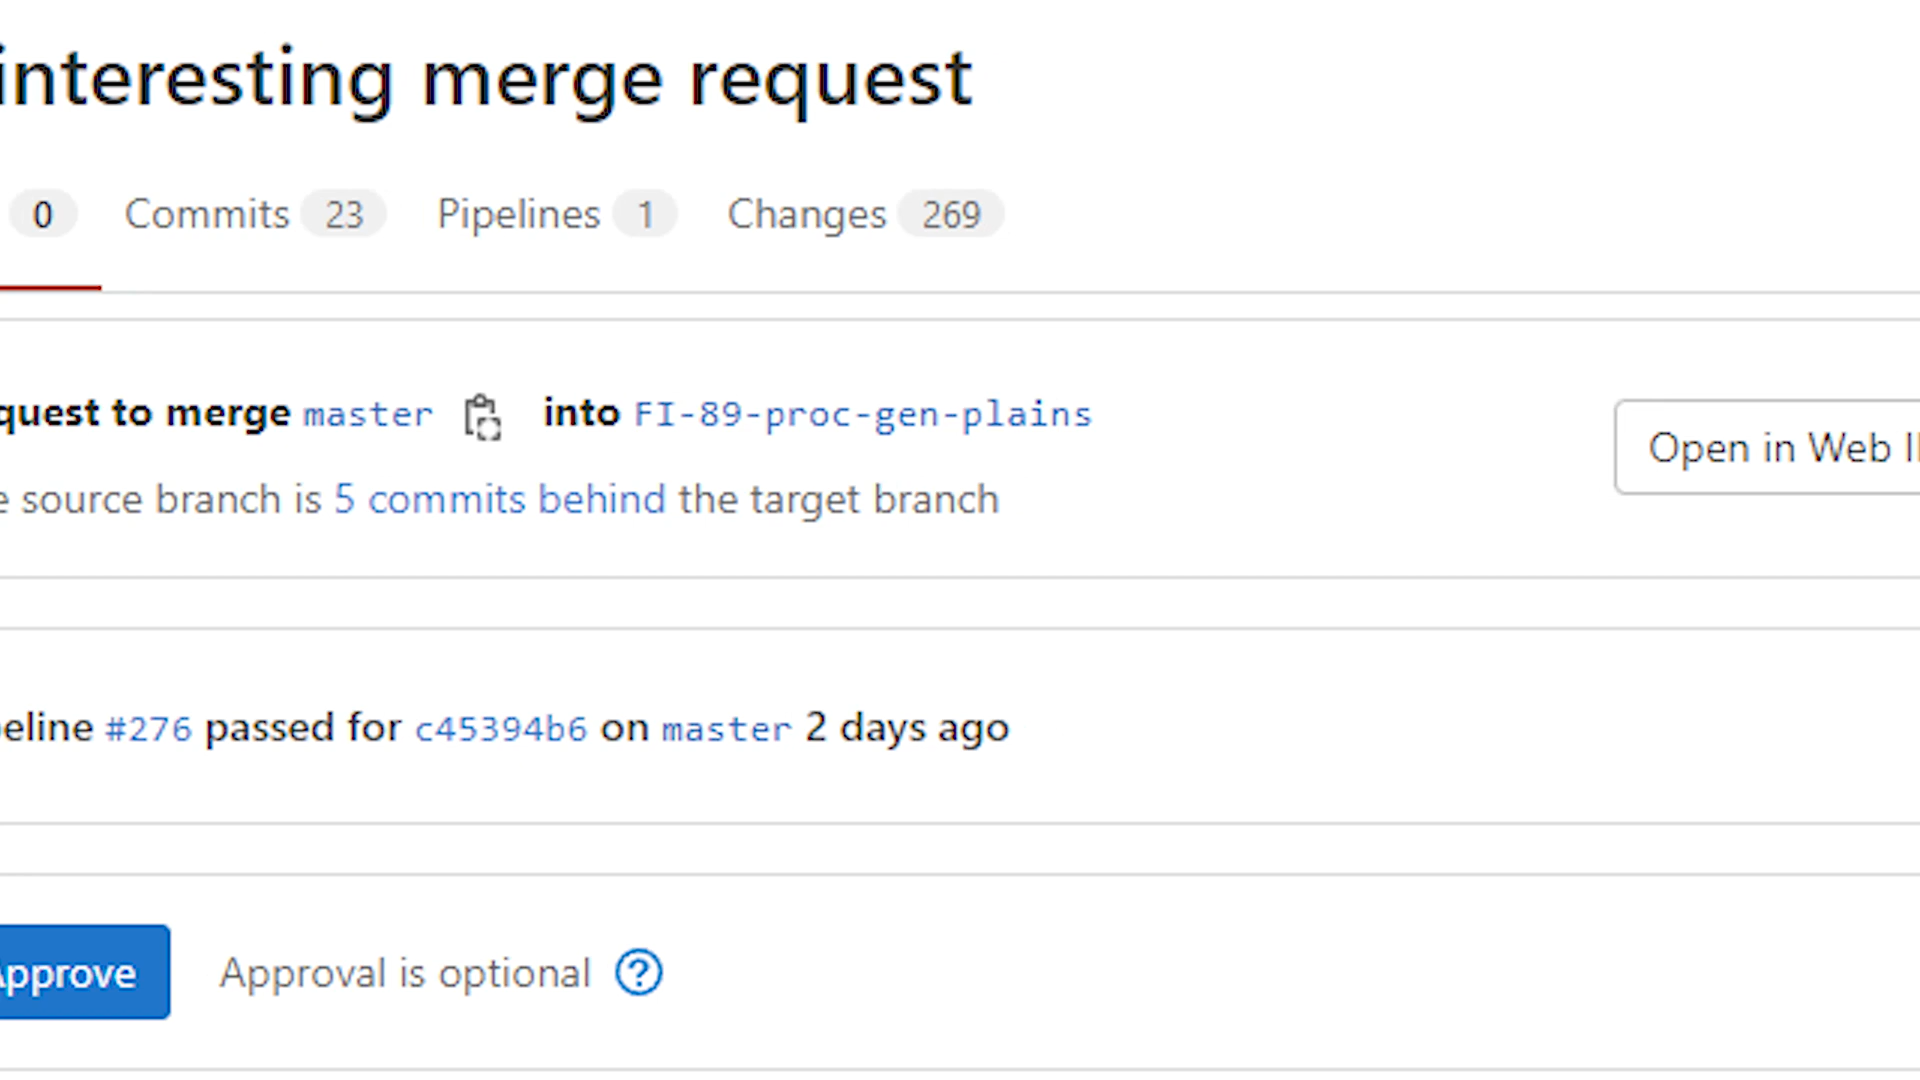 interesting merge request
0 Commits 23 Pipelines 1 Changes 269
quest to merge master into FI-89-proc-gen-plains
Open in Web I
e source branch is 5 commits behind the target branch
eline #276 passed for c45394b6 on master 2 days ago
Approve Approval is optional ?